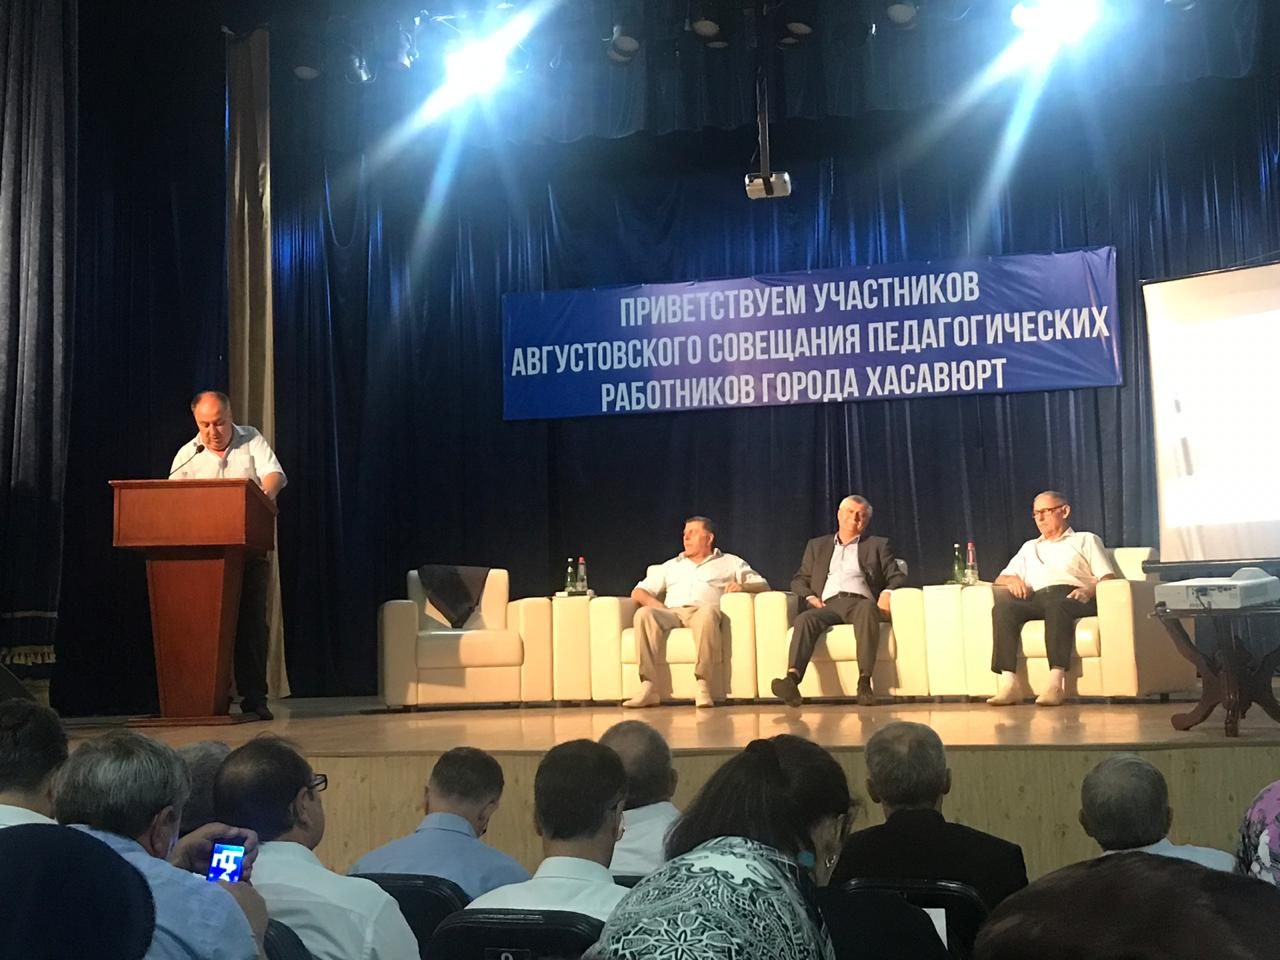 ПРИВЕТСТВУЕМ УЧАСТНИКОВ
АВГУСТОВСКОГО СОВЕЩАНИЯ ПЕДАГОГИЧЕСКИХ
РАБОТНИКОВ ГОРОДА ХАСАВЮРТ